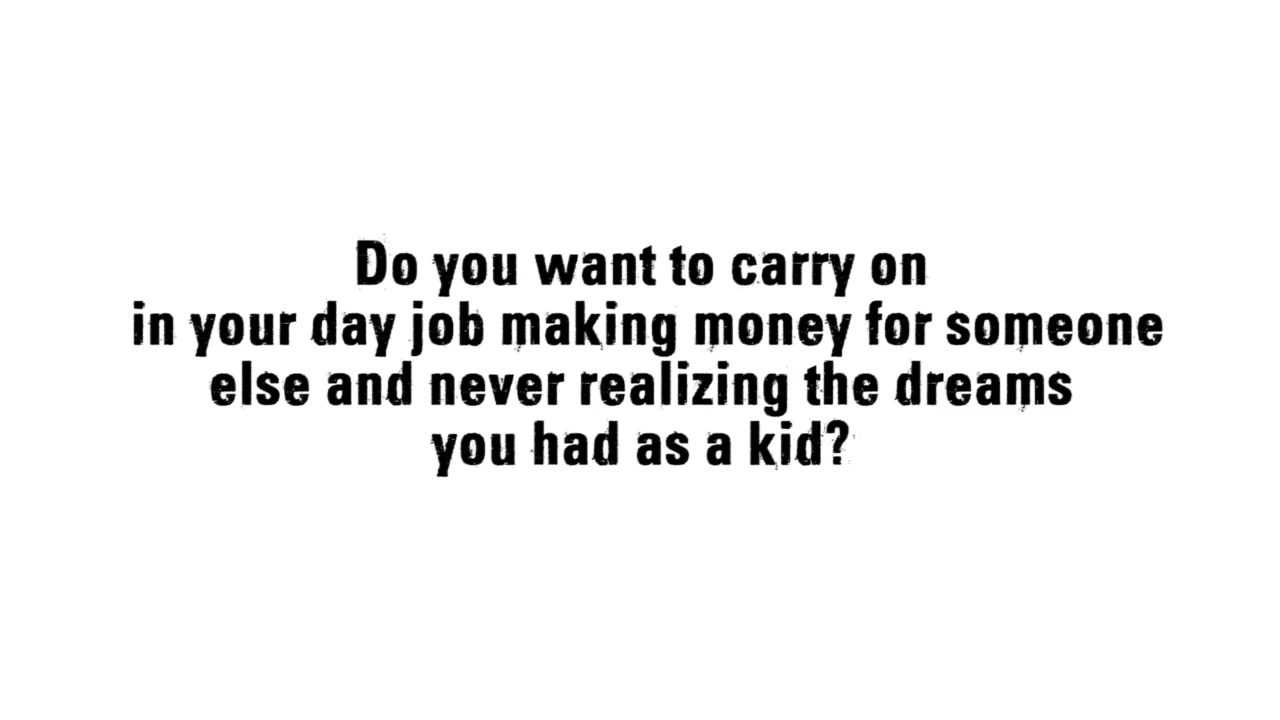 Do you want to carry on
in your day job making money for someone
else and never realizing the dreams
you had as a kid?